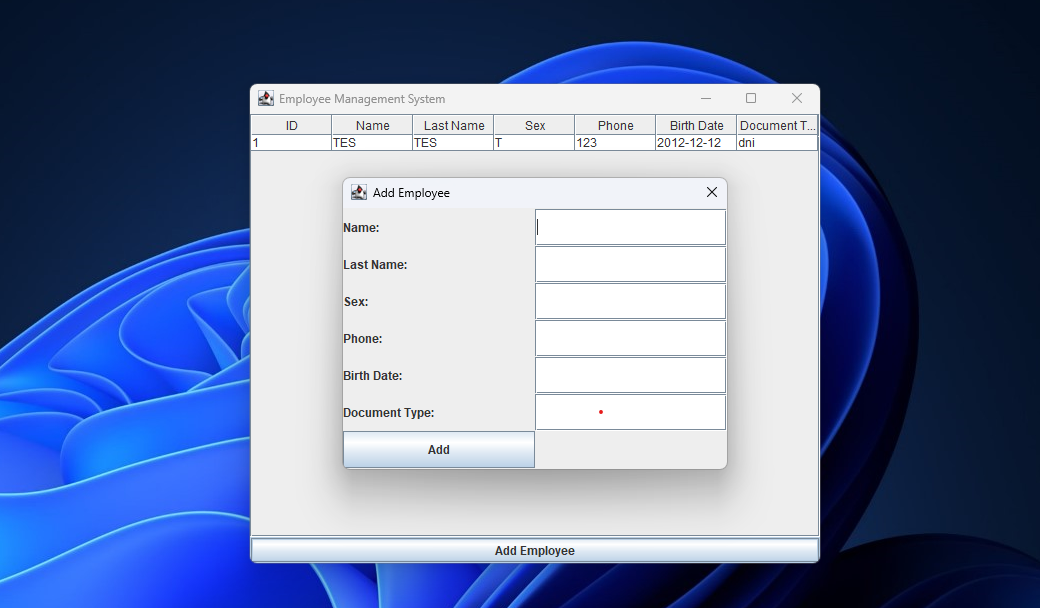 Employee Management System
ID Name Last Name Sex Phone Birth Date Document T...
1 TES TES T 123 2012-12-12 dni
Add Employee
Name:
Last Name:
Sex:
Phone:
Birth Date:
Document Type:
Add
Add Employee